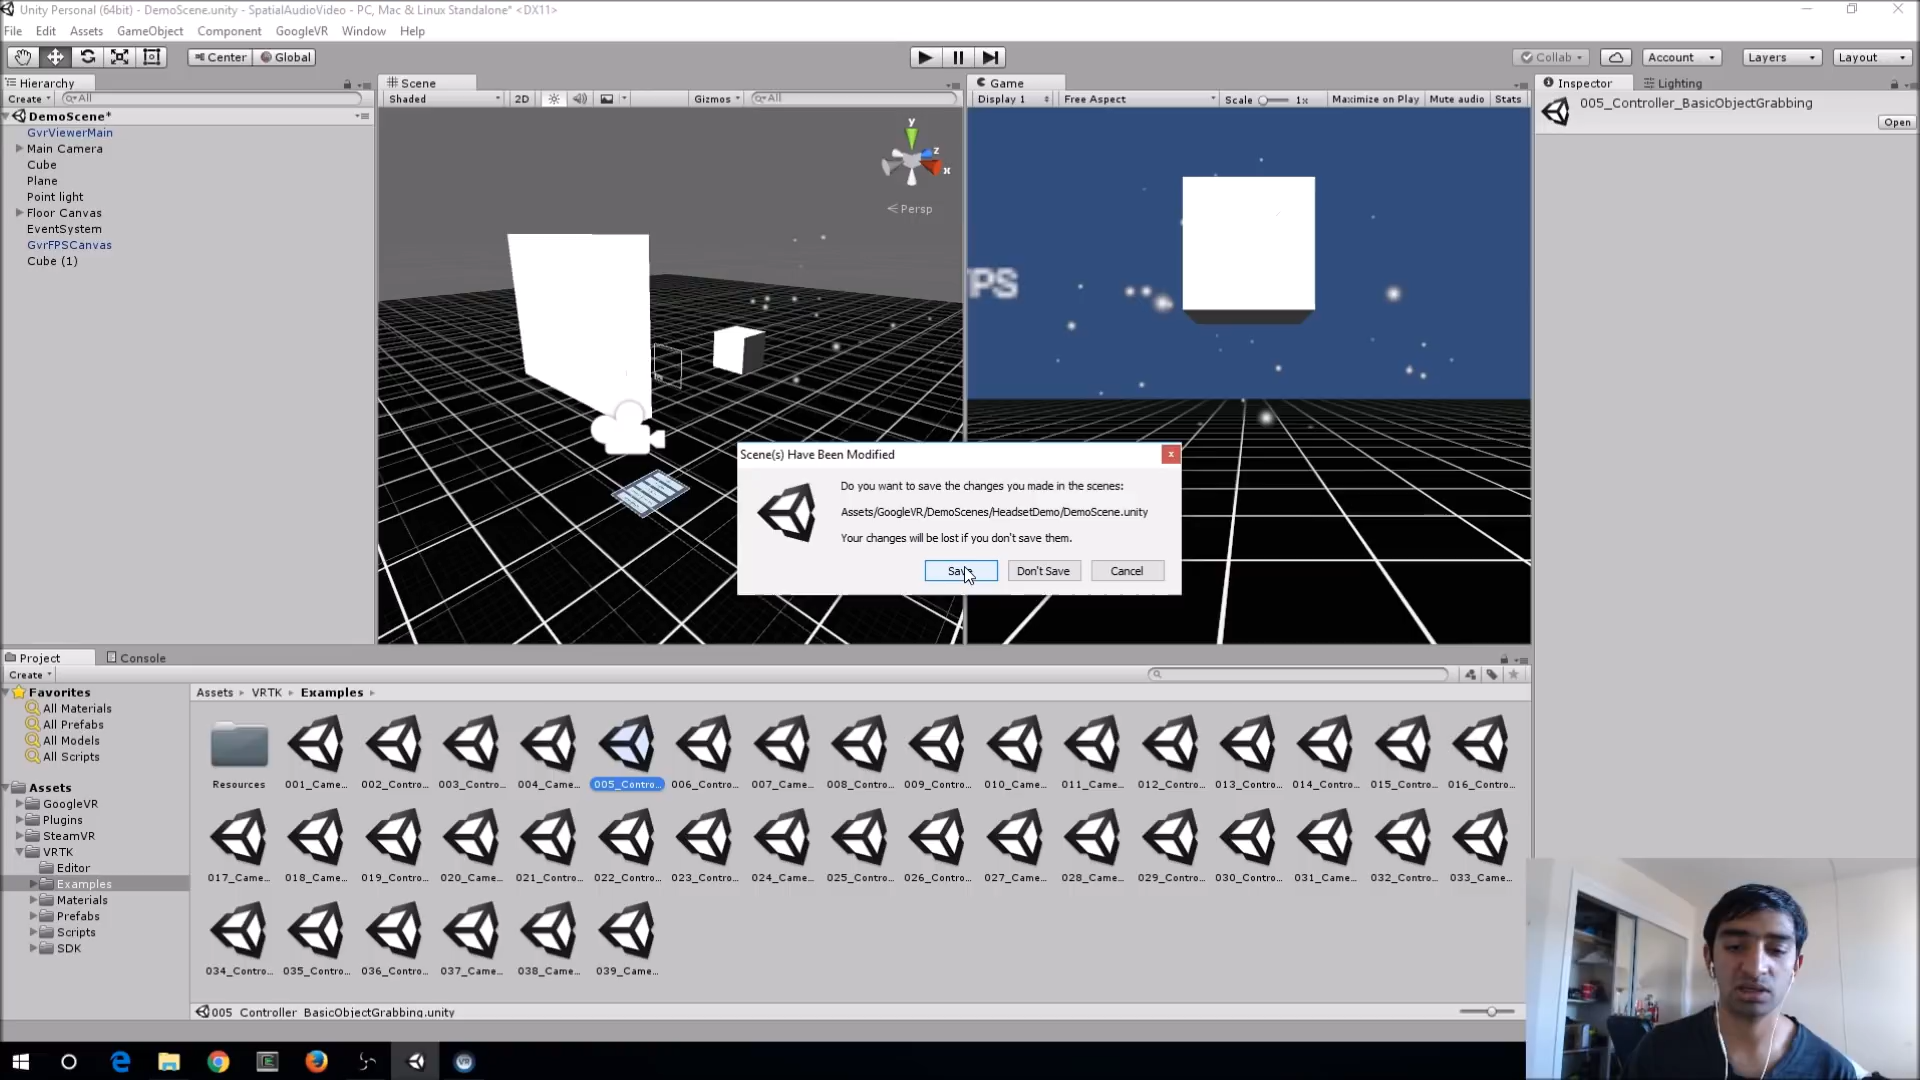 Unity Personal (64bit) - DemoScene.unity - SpatialAudioVideo - PC, Mac & Linux Standalone* <DX11>
File Edit Assets GameObject Component GoogleVR Window Help
Center Global Collab Account Layers Layout
Hierarchy
Create All
DemoScene*
GvrViewerMain
Main Camera
Cube
Plane
Point light
Floor Canvas
EventSystem
GvrFPSCanvas
Cube (1)
Scene
Shaded 2D Gizmos All
y
z
x
Persp
Game
Display 1 Free Aspect Scale 1x Maximize on Play Mute audio Stats
FPS
Inspector Lighting
005_Controller_BasicObjectGrabbing
Open
Scene(s) Have Been Modified
x
Do you want to save the changes you made in the scenes:
Assets/GoogleVR/DemoScenes/HeadsetDemo/DemoScene.unity
Your changes will be lost if you don't save them.
Save Don't Save Cancel
Project Console
Create
Favorites
All Materials
All Prefabs
All Models
All Scripts
Assets
GoogleVR
Plugins
SteamVR
VRTK
Editor
Examples
Materials
Prefabs
Scripts
SDK
Assets VRTK Examples
Resources 001_Came... 002_Contro... 003_Contro... 004_Came... 005_Contro... 006_Contro... 007_Came... 008_Contro... 009_Contro... 010_Came... 011_Came... 012_Contro... 013_Contro... 014_Contro... 015_Contro... 016_Contro...
017_Came... 018_Came... 019_Contro... 020_Came... 021_Contro... 022_Contro... 023_Contro... 024_Came... 025_Contro... 026_Contro... 027_Came... 028_Came... 029_Contro... 030_Contro... 031_Came... 032_Contro... 033_Came...
034_Contro... 035_Contro... 036_Contro... 037_Came... 038_Came... 039_Came...
005_Controller_BasicObjectGrabbing.unity